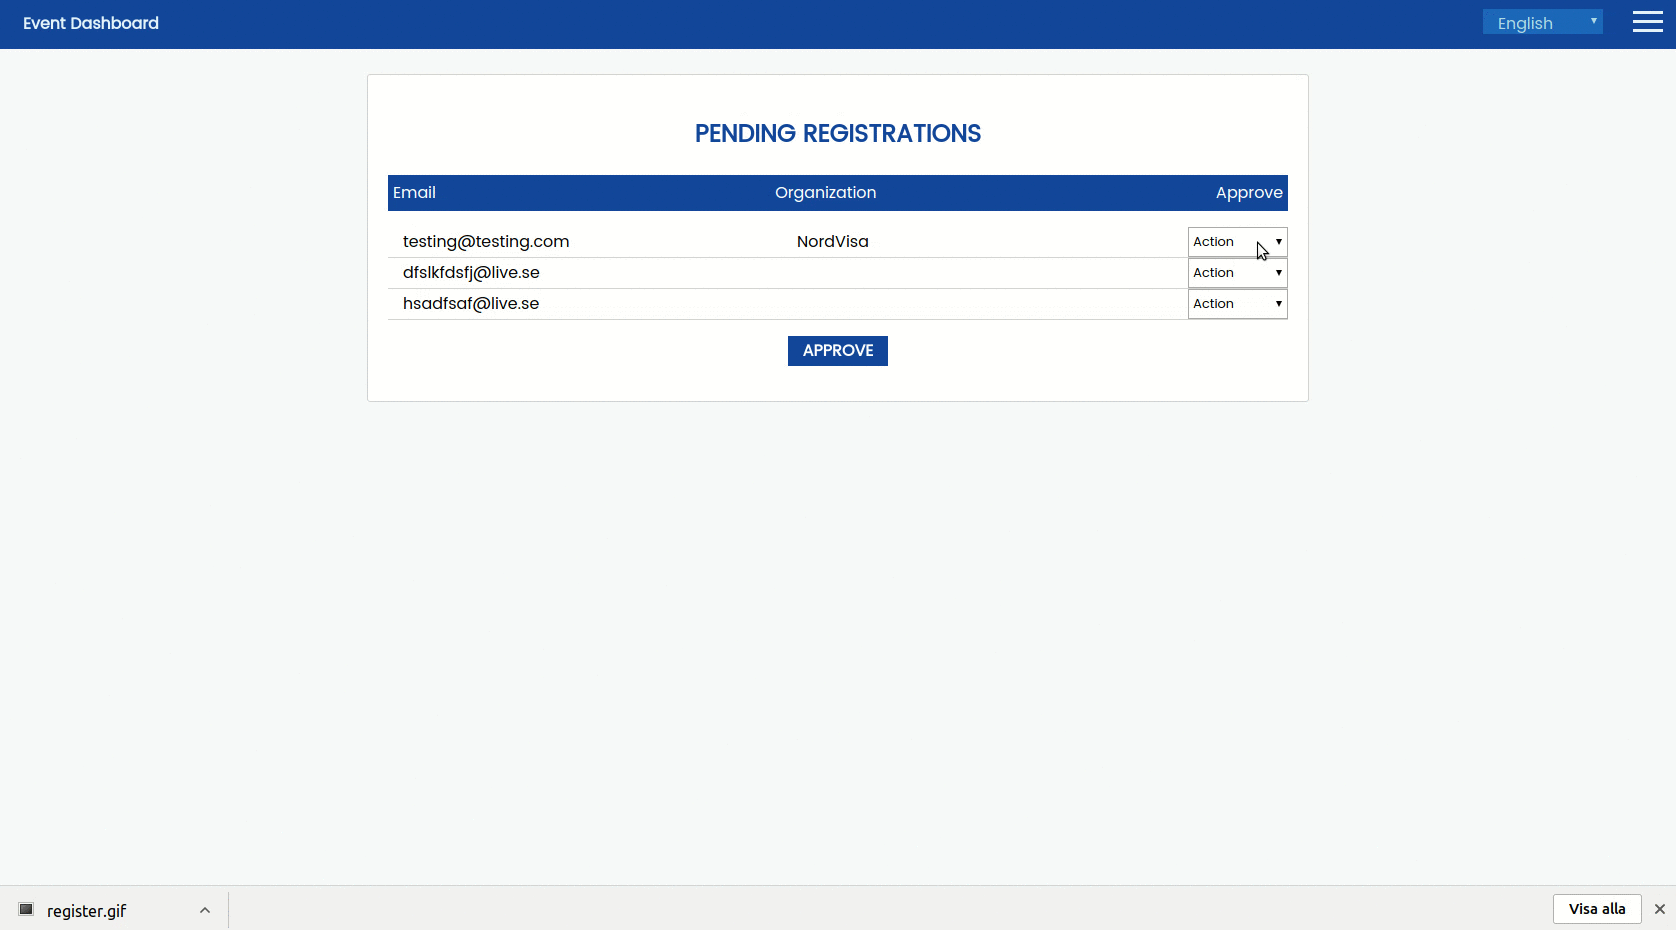 Event Dashboard English
PENDING REGISTRATIONS
Email Organization Approve
testing@testing.com NordVisa Action
dfslkfdsfj@live.se Action
hsadfsaf@live.se Action
APPROVE
register.gif Visa alla